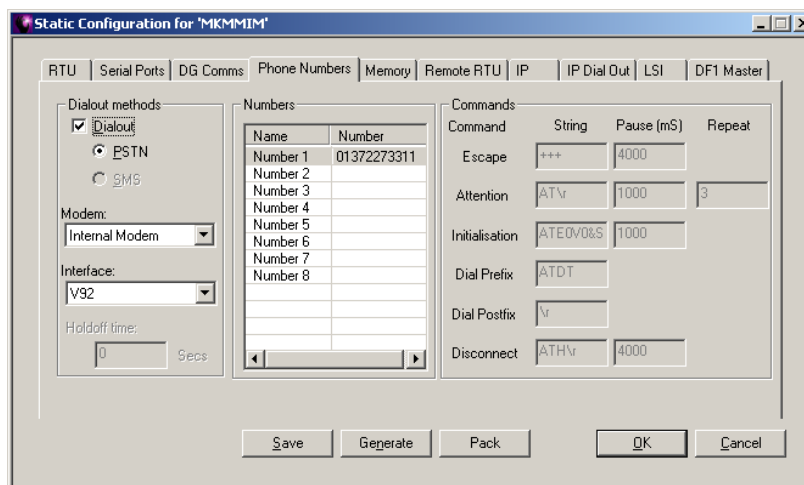 Static Configuration for 'MKMMIM'
RTU Serial Ports DG Comms Phone Numbers Memory Remote RTU IP IP Dial Out LSI DF1 Master
Dialout methods
Dialout
PSTN
SMS
Modem:
Internal Modem
Interface:
V92
Holdoff time:
0 Secs
Numbers
Name Number
Number 1 01372273311
Number 2
Number 3
Number 4
Number 5
Number 6
Number 7
Number 8
Commands
Command String Pause (mS) Repeat
Escape +++ 4000
Attention AT\r 1000 3
Initialisation ATE0V0&S 1000
Dial Prefix ATDT
Dial Postfix \r
Disconnect ATH\r 4000
Save Generate Pack OK Cancel